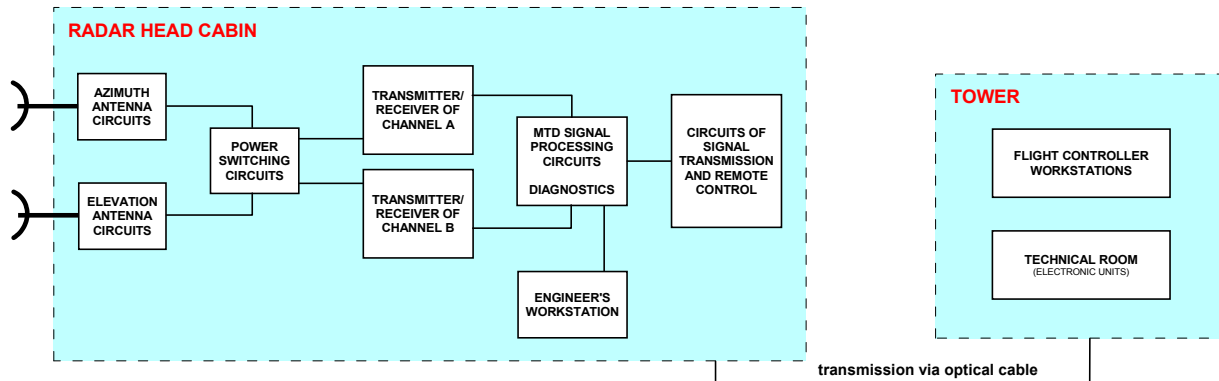 RADAR HEAD CABIN
AZIMUTH
ANTENNA
CIRCUITS
ELEVATION
ANTENNA
CIRCUITS
POWER
SWITCHING
CIRCUITS
TRANSMITTER/
RECEIVER OF
CHANNEL A
TRANSMITTER/
RECEIVER OF
CHANNEL B
MTD SIGNAL
PROCESSING
CIRCUITS
DIAGNOSTICS
ENGINEER'S
WORKSTATION
CIRCUITS OF
SIGNAL
TRANSMISSION
AND REMOTE
CONTROL
TOWER
FLIGHT CONTROLLER
WORKSTATIONS
TECHNICAL ROOM
(ELECTRONIC UNITS)
transmission via optical cable